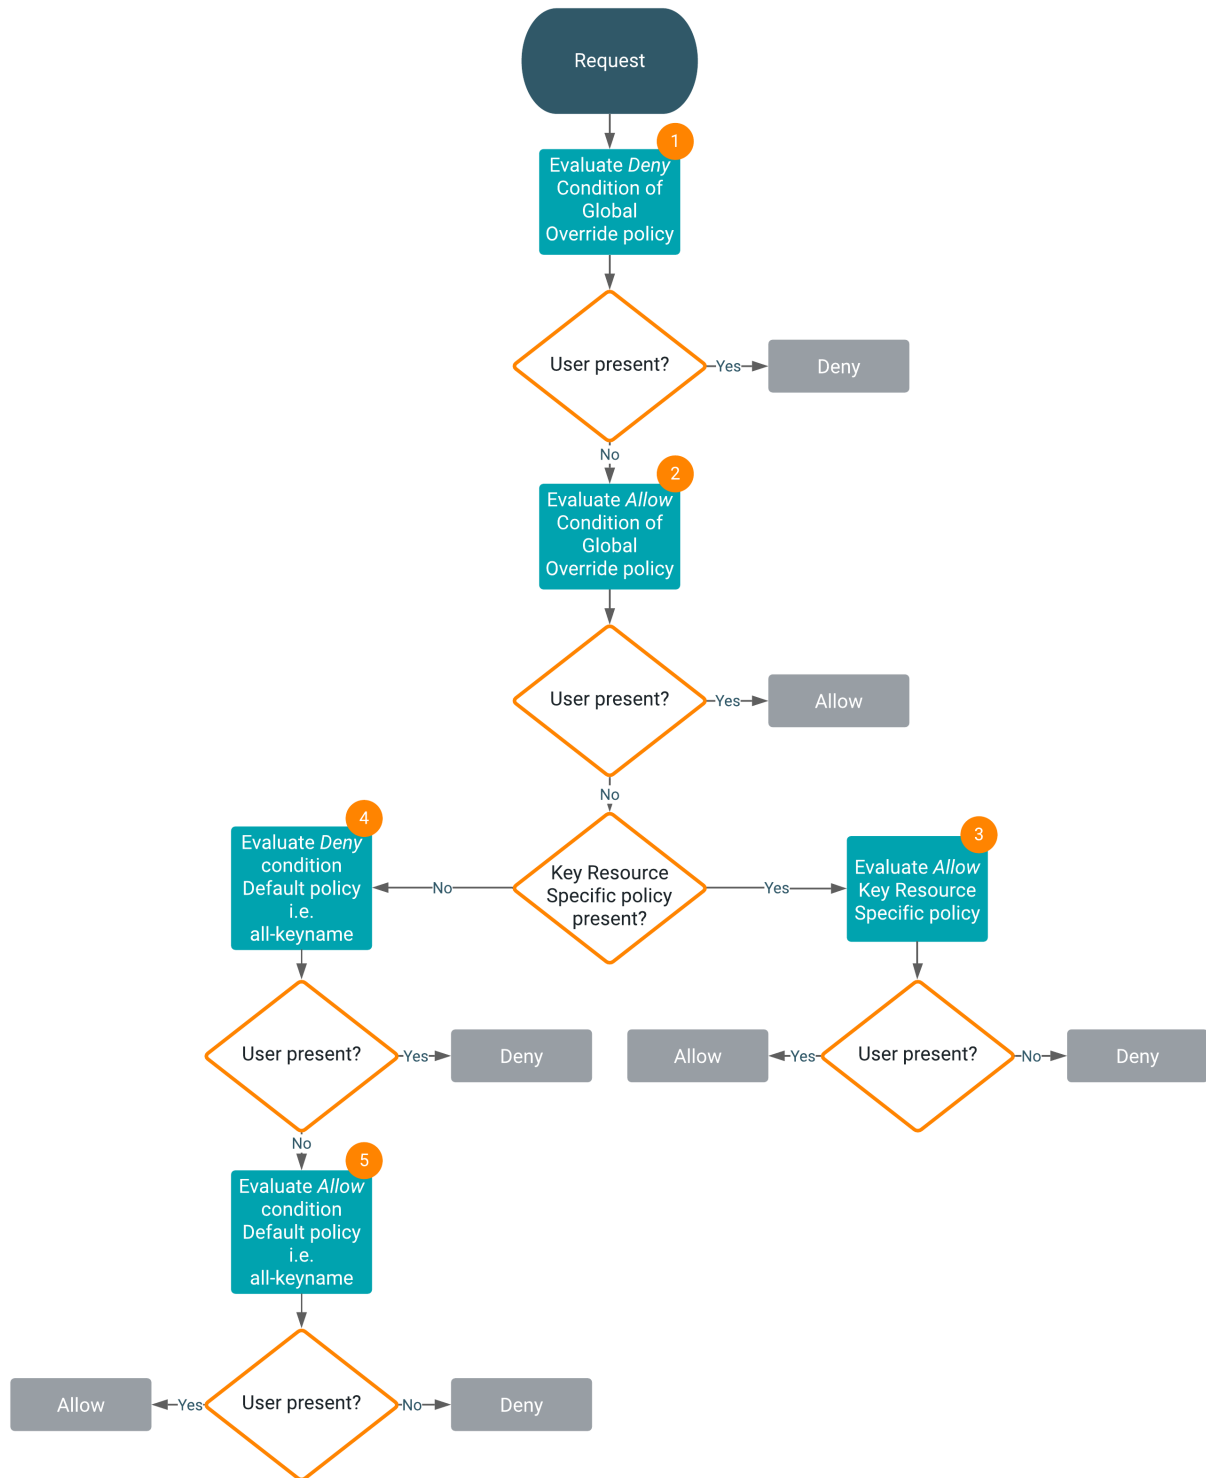 Request
1
Evaluate Deny
Condition of
Global
Override policy
User present?
Yes
Deny
No
2
Evaluate Allow
Condition of
Global
Override policy
User present?
Yes
Allow
No
4
Evaluate Deny
condition
Default policy
i.e.
all-keyname
No
Key Resource
Specific policy
present?
Yes
3
Evaluate Allow
Key Resource
Specific policy
User present?
Yes
Deny
Allow
Yes
User present?
No
Deny
No
5
Evaluate Allow
condition
Default policy
i.e.
all-keyname
Allow
Yes
User present?
No
Deny